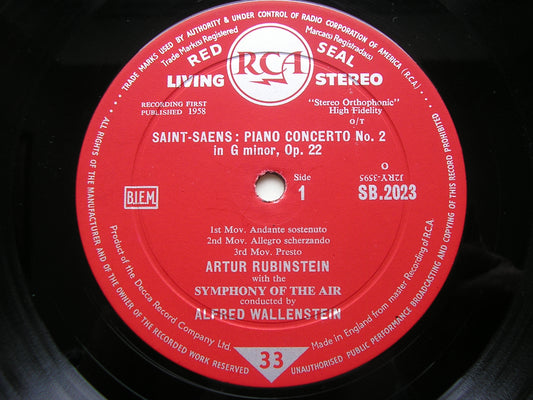 TRADE MARKS USED BY AUTHORITY & UNDER CONTROL OF RADIO CORPORATION OF AMERICA (R.C.A.)
Trade Mark(s) Registered
Marca(s) Registrada(s)
RED SEAL
RCA
LIVING STEREO
RECORDING FIRST
PUBLISHED 1958
"Stereo Orthophonic"
High Fidelity
O/T
SAINT-SAENS : PIANO CONCERTO No. 2
in G minor, Op. 22
Side
1
O
J2RY-3595
SB.2023
B.I.E.M.
1st Mov. Andante sostenuto
2nd Mov. Allegro scherzando
3rd Mov. Presto
ARTUR RUBINSTEIN
with the
SYMPHONY OF THE AIR
conducted by
ALFRED WALLENSTEIN
Product of the Decca Record Company Ltd.
Made in England from master Recording of R.C.A.
33
ALL RIGHTS OF THE MANUFACTURER AND OF THE OWNER OF THE RECORDED WORK RESERVED
UNAUTHORISED PUBLIC PERFORMANCE BROADCASTING AND COPYING OF THIS RECORD PROHIBITED